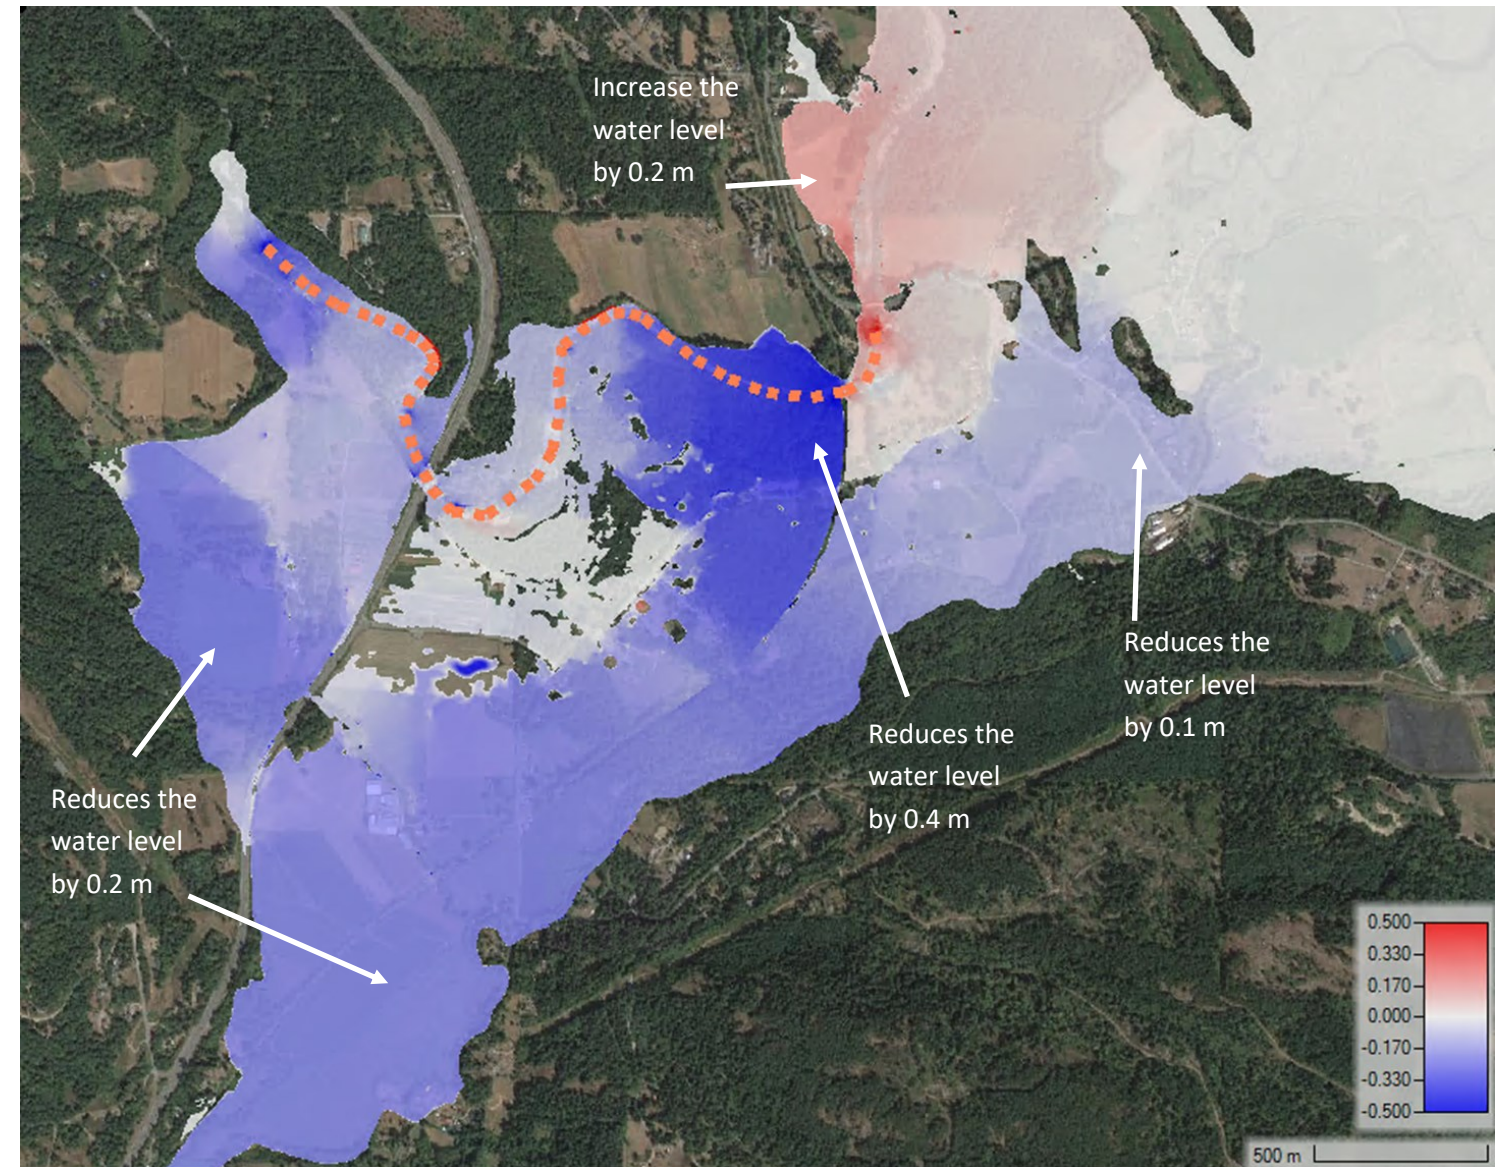 Increase the
water level
by 0.2 m
Reduces the
water level
by 0.1 m
Reduces the
water level
by 0.4 m
Reduces the
water level
by 0.2 m
0.500
0.330
0.170
0.000
-0.170
-0.330
-0.500
500 m